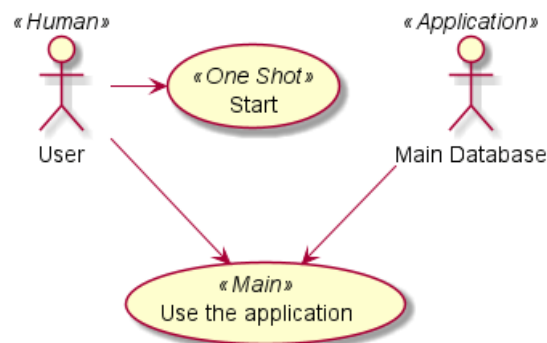 «Human»
User
«One Shot»
Start
«Application»
Main Database
«Main»
Use the application